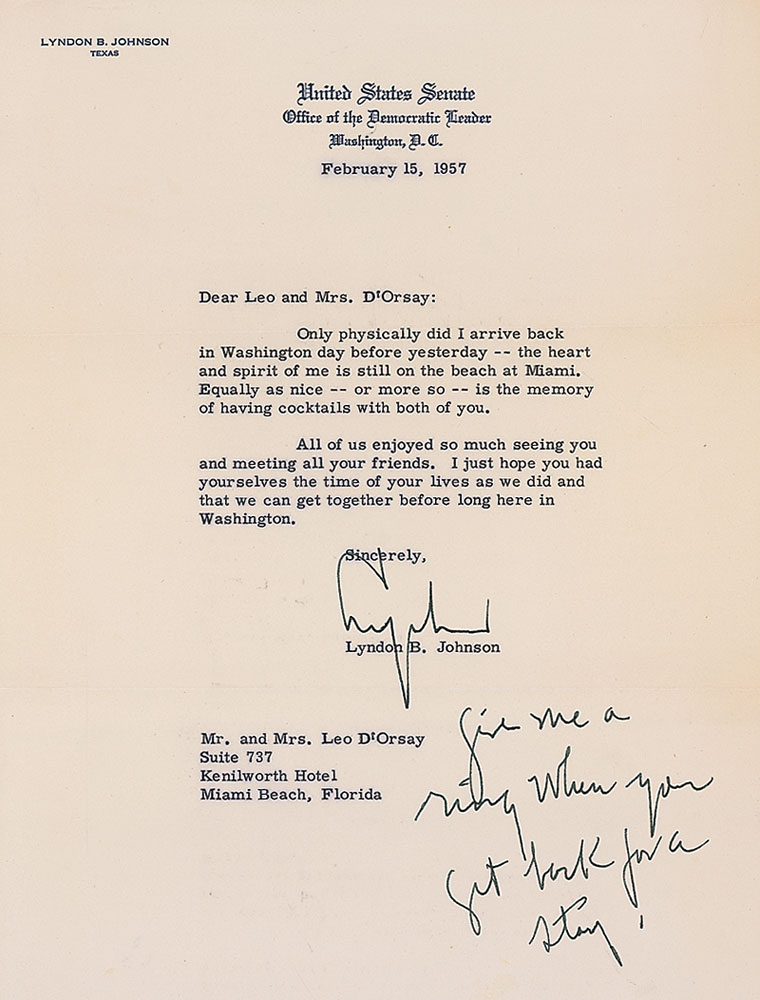 LYNDON B. JOHNSON
TEXAS
United States Senate
Office of the Democratic Leader
Washington, D. C.
February 15, 1957
Dear Leo and Mrs. D'Orsay:
Only physically did I arrive back
in Washington day before yesterday -- the heart
and spirit of me is still on the beach at Miami.
Equally as nice -- or more so -- is the memory
of having cocktails with both of you.
All of us enjoyed so much seeing you
and meeting all your friends. I just hope you had
yourselves the time of your lives as we did and
that we can get together before long here in
Washington.
Sincerely,
Lyndon
Lyndon B. Johnson
Mr. and Mrs. Leo D'Orsay
Suite 737
Kenilworth Hotel
Miami Beach, Florida
Give me a
ring when you
get back for a
stay!